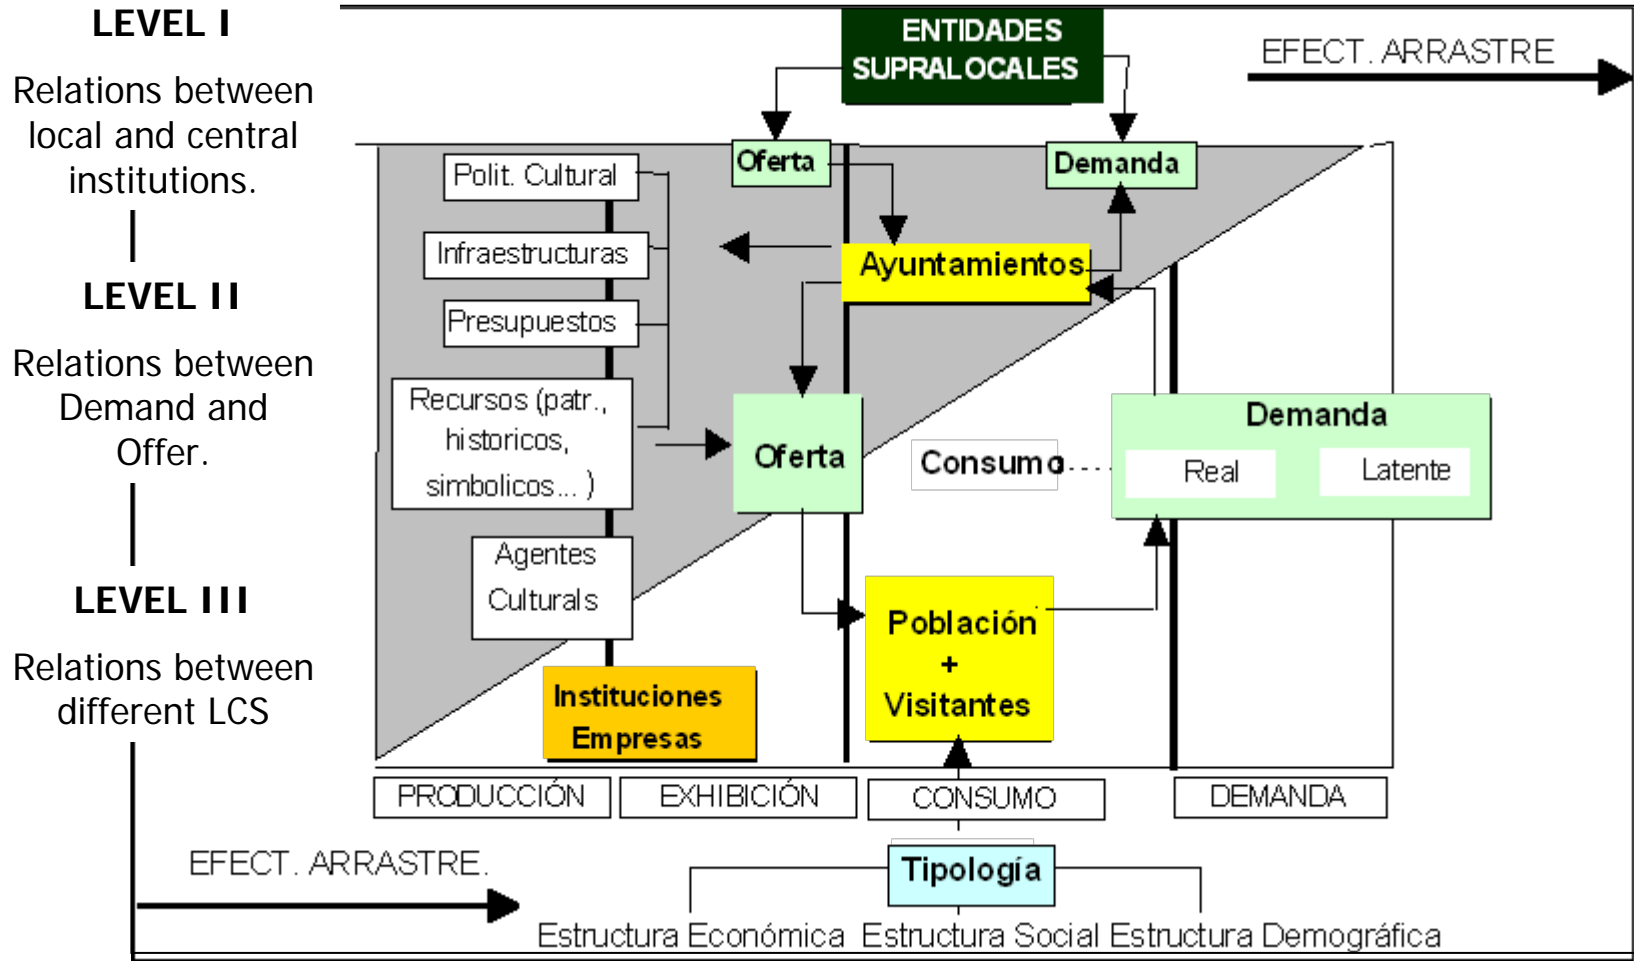 LEVEL I
Relations between
local and central
institutions.
LEVEL II
Relations between
Demand and
Offer.
LEVEL III
Relations between
different LCS
ENTIDADES
SUPRALOCALES
EFECT. ARRASTRE
Oferta
Demanda
Polit. Cultural
Infraestructuras
Presupuestos
Recursos (patr.,
historicos,
simbolicos... )
Agentes
Culturals
Ayuntamientos
Oferta
Consumo
Demanda
Real
Latente
Población
+
Visitantes
Instituciones
Empresas
PRODUCCIÓN
EXHIBICIÓN
CONSUMO
DEMANDA
EFECT. ARRASTRE.
Tipología
Estructura Económica
Estructura Social
Estructura Demográfica